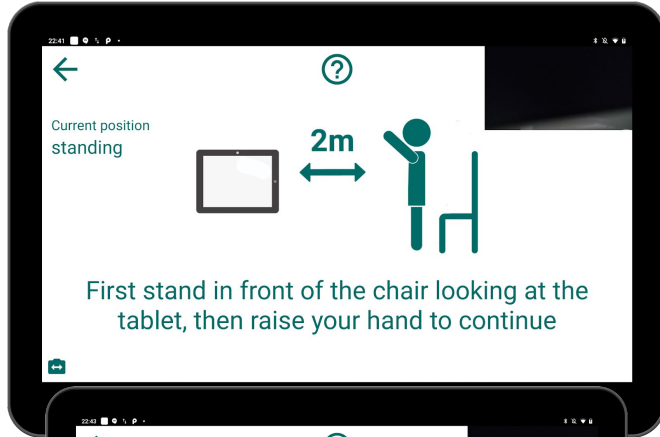 22:41
?
Current position
standing
2m
First stand in front of the chair looking at the
tablet, then raise your hand to continue
22:43